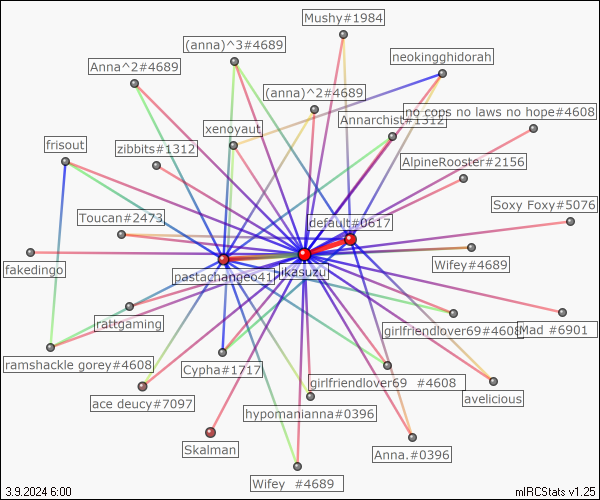 Mushy#1984
(anna)^3#4689
neokingghidorah
Anna^2#4689
(anna)^2#4689
no cops no laws no hope#4608
Annarchist#1312
xenoyaut
frisout
zibbits#1312
AlpineRooster#2156
Soxy Foxy#5076
Toucan#2473
default#0617
Wifey#4689
fakedingo
pastachangeo41
ikasuzu
rattgaming
girlfriendlover69#4608
Mad #6901
ramshackle gorey#4608
Cypha#1717
girlfriendlover69 #4608
avelicious
ace deucy#7097
hypomanianna#0396
Skalman
Anna.#0396
Wifey #4689
3.9.2024 6:00
mIRCStats v1.25